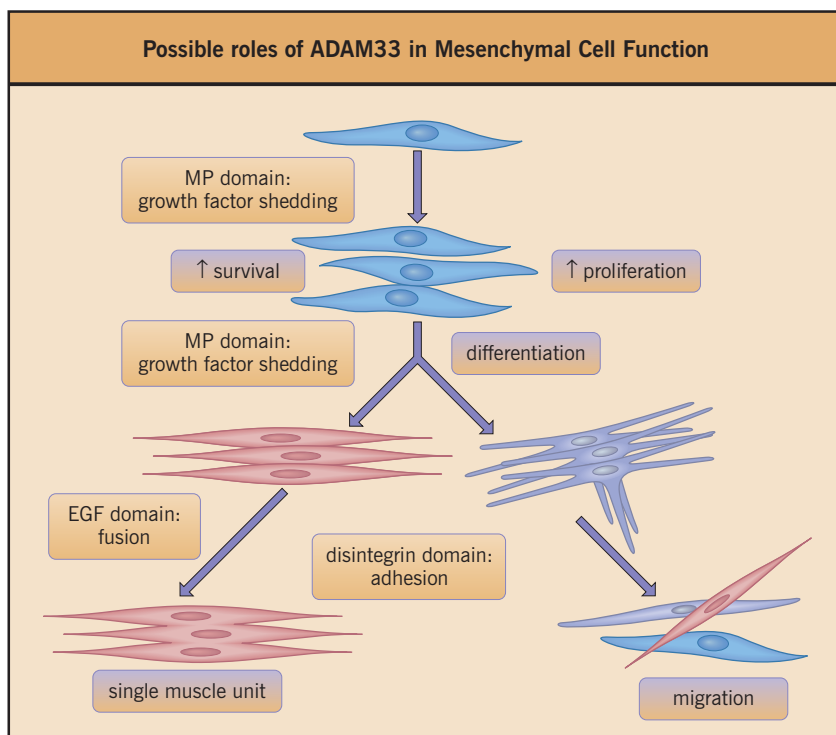 Possible roles of ADAM33 in Mesenchymal Cell Function
MP domain:
growth factor shedding
↑ survival
↑ proliferation
MP domain:
growth factor shedding
differentiation
EGF domain:
fusion
disintegrin domain:
adhesion
single muscle unit
migration